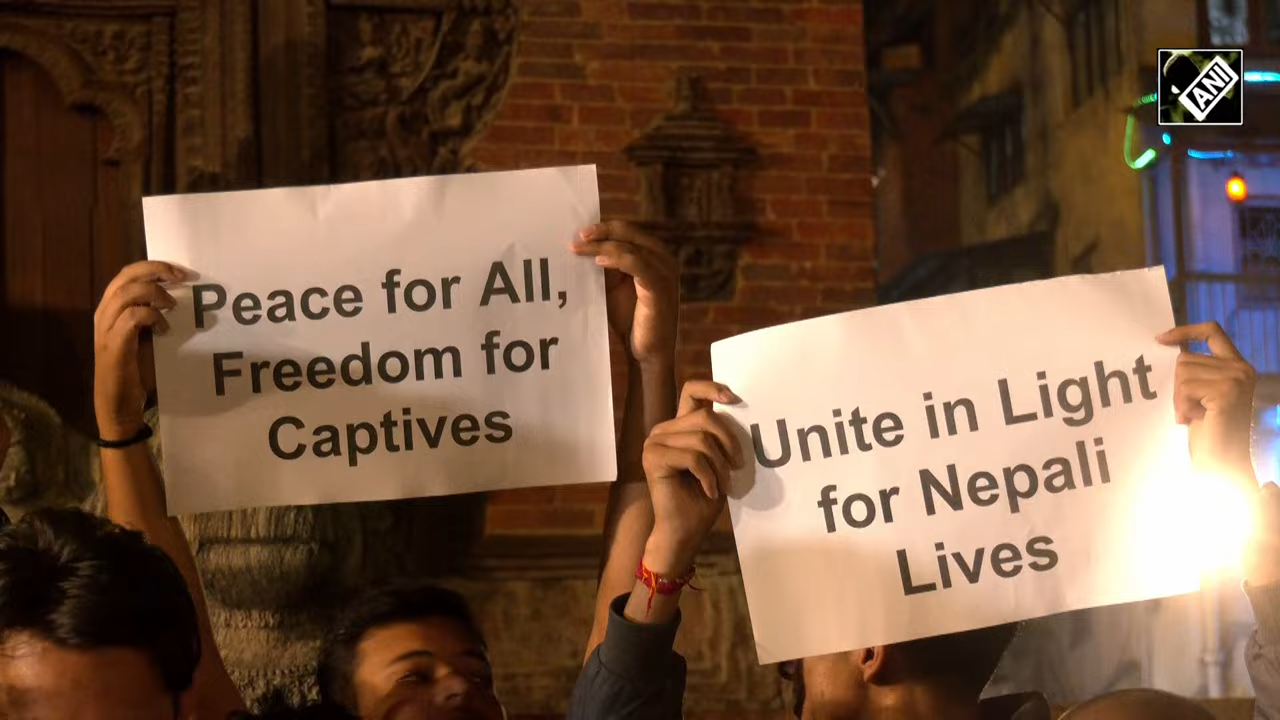 Peace for All,
Freedom for
Captives
Unite in Light
for Nepali
Lives
ANI